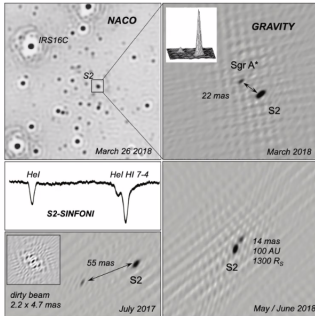 NACO
IRS16C
S2
March 26 2018
GRAVITY
Sgr A*
22 mas
S2
March 2018
HeI
HeI HI 7-4
S2-SINFONI
55 mas
S2
dirty beam
2.2 x 4.7 mas
July 2017
14 mas
100 AU
1300 RS
S2
May / June 2018